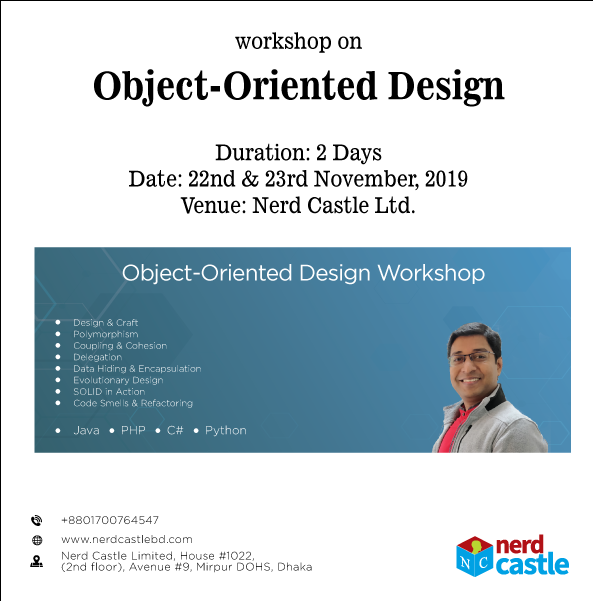 workshop on
Object-Oriented Design
Duration: 2 Days
Date: 22nd & 23rd November, 2019
Venue: Nerd Castle Ltd.
Object-Oriented Design Workshop
• Design & Craft
• Polymorphism
• Coupling & Cohesion
• Delegation
• Data Hiding & Encapsulation
• Evolutionary Design
• SOLID in Action
• Code Smells & Refactoring
• Java • PHP • C# • Python
+8801700764547
www.nerdcastlebd.com
Nerd Castle Limited, House #1022,
(2nd floor), Avenue #9, Mirpur DOHS, Dhaka
NC
nerd
castle